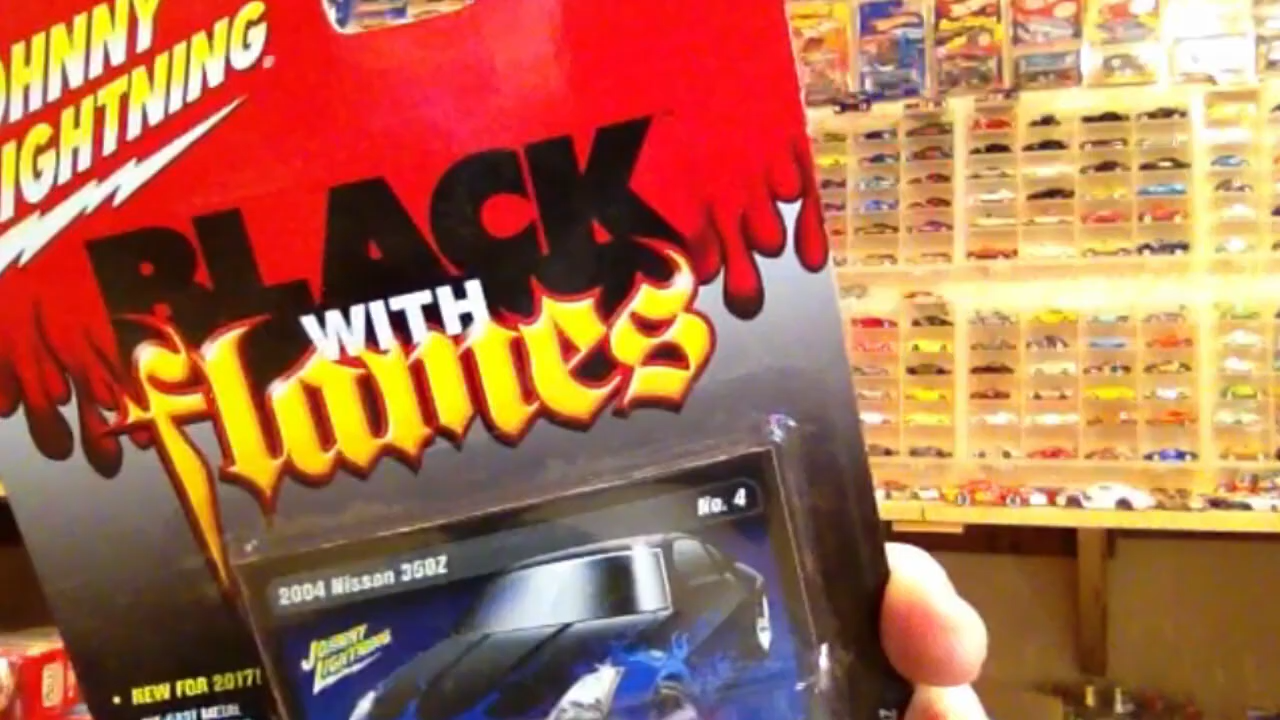 JOHNNY
LIGHTNING
BLACK
WITH
flames
No. 4
2004 Nissan 350Z
JOHNNY
LIGHTNING
• NEW FOR 2017!